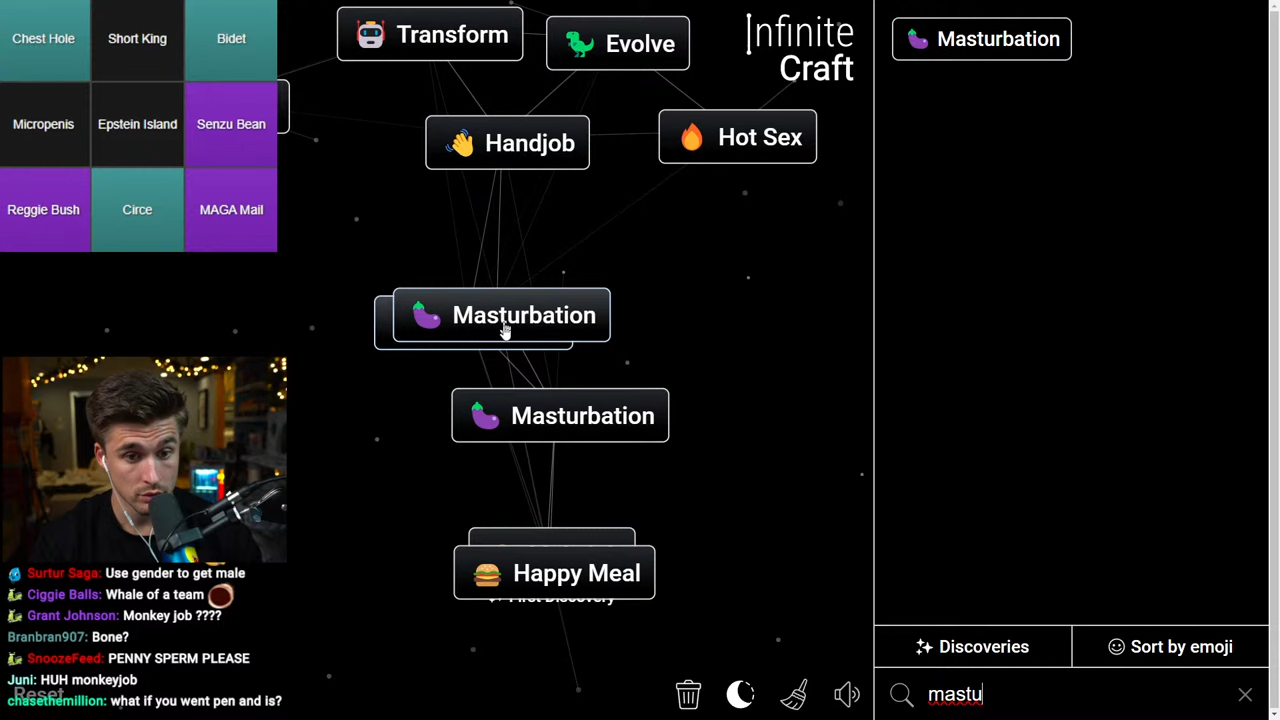 Chest Hole
Short King
Bidet
Micropenis
Epstein Island
Senzu Bean
Reggie Bush
Circe
MAGA Mail
Transform
Evolve
Infinite
Craft
Handjob
Hot Sex
Masturbation
Masturbation
Happy Meal
First Discovery
Masturbation
Surtur Saga: Use gender to get male
Ciggie Balls: Whale of a team
Grant Johnson: Monkey job ????
Branbran907: Bone?
SnoozeFeed: PENNY SPERM PLEASE
Juni: HUH monkeyjob
Reset
chasethemillion: what if you went pen and is?
Discoveries
Sort by emoji
mastu